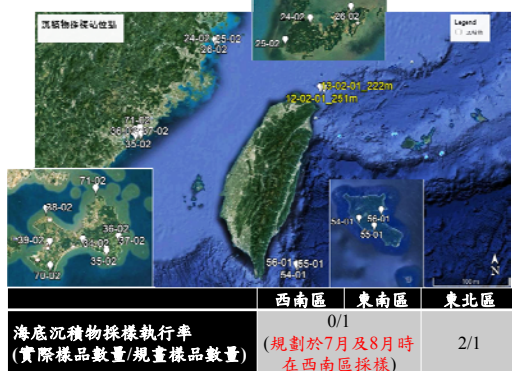 沉積物採樣站位點
24-02
26-02
25-02
Legend
24-02 25-02
26-02
13-02-01_222m
12-02-01_251m
71-02
37-02
35-02
71-02
38-02
36-02
39-02
37-02
35-02
70-02
54-01
56-01
55-01
56-01
55-01
54-01
N
西南區
東南區
東北區
海底沉積物採樣執行率
(實際樣品數量/規畫樣品數量)
0/1
(規劃於7月及8月時
在西南區採樣)
2/1